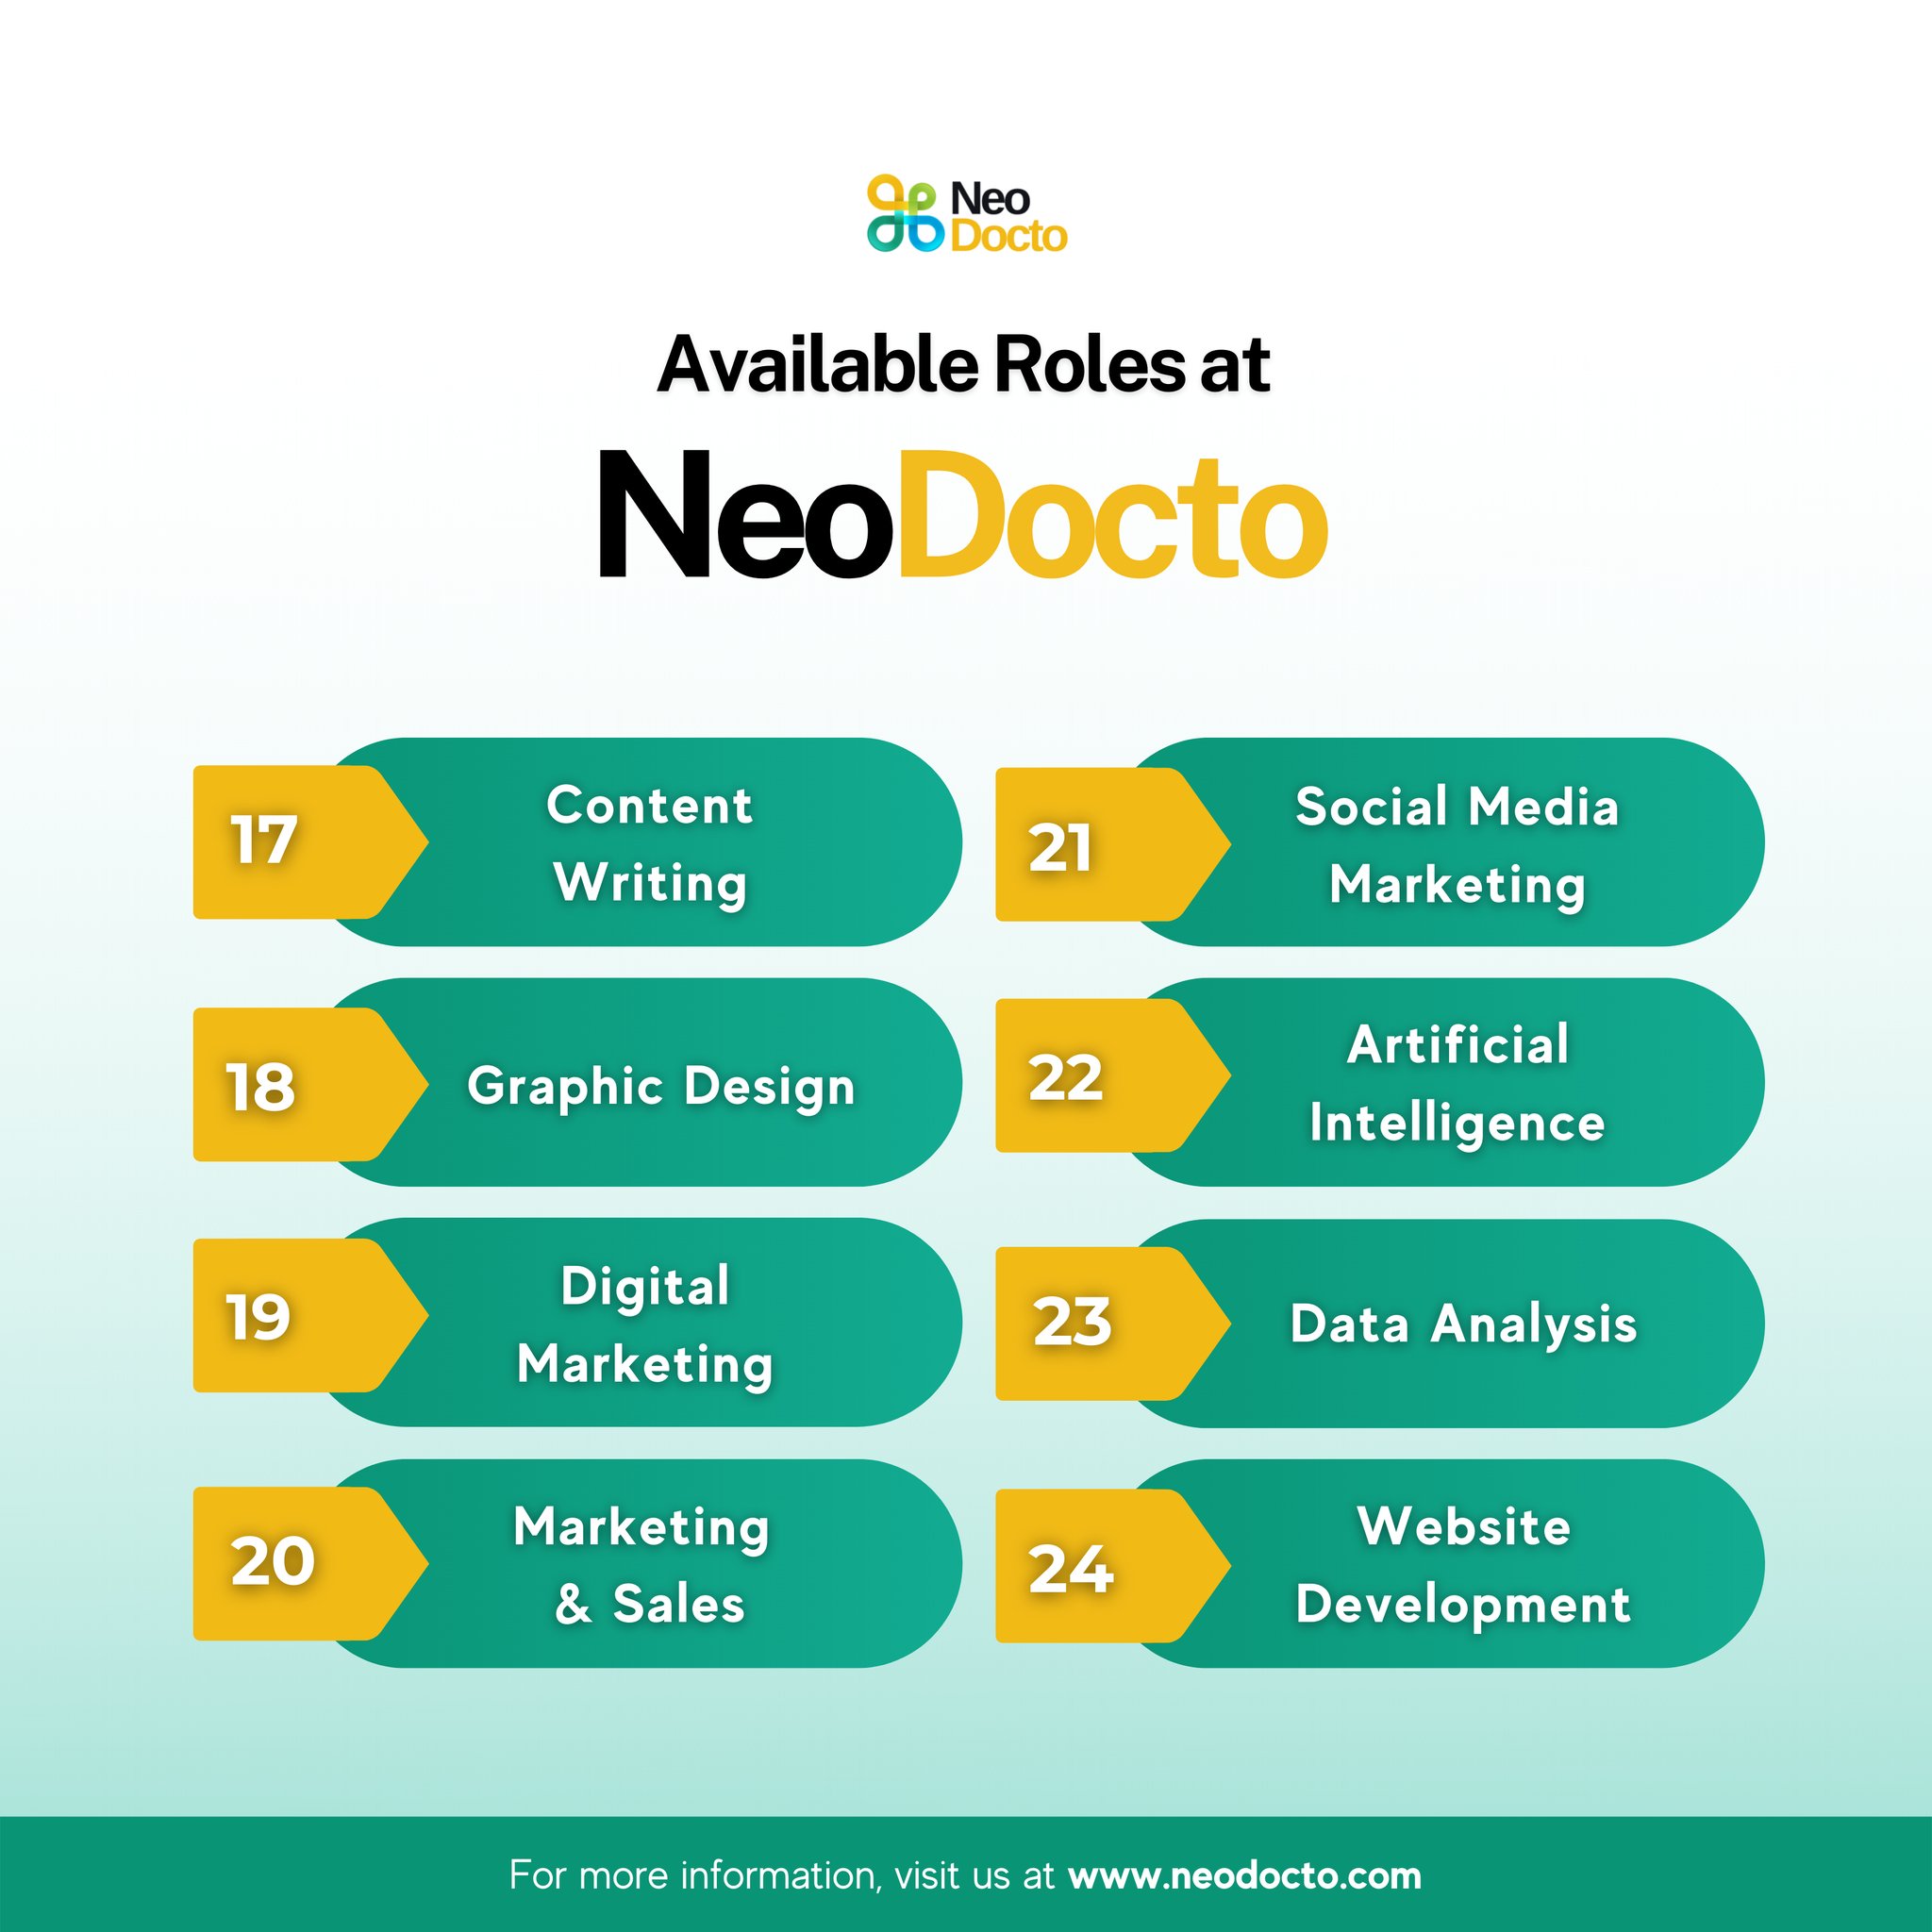 Neo
Docto
Available Roles at
NeoDocto
17
Content
Writing
18
Graphic Design
19
Digital
Marketing
20
Marketing
& Sales
21
Social Media
Marketing
22
Artificial
Intelligence
23
Data Analysis
24
Website
Development
For more information, visit us at www.neodocto.com